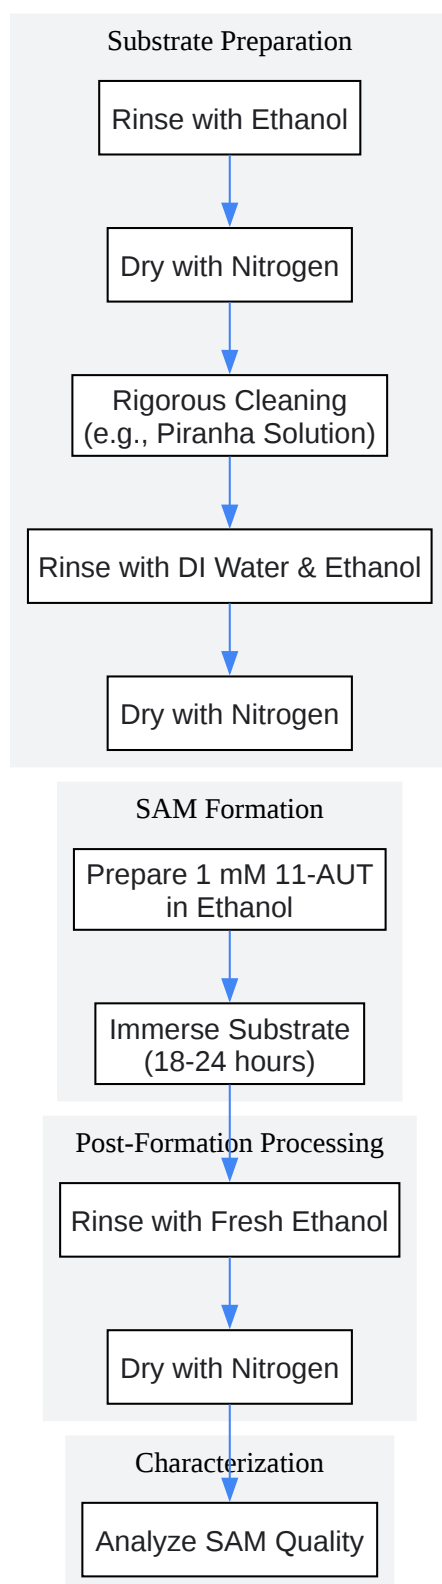 Substrate Preparation
Rinse with Ethanol
Dry with Nitrogen
Rigorous Cleaning
(e.g., Piranha Solution)
Rinse with DI Water & Ethanol
Dry with Nitrogen
SAM Formation
Prepare 1 mM 11-AUT
in Ethanol
Immerse Substrate
(18-24 hours)
Post-Formation Processing
Rinse with Fresh Ethanol
Dry with Nitrogen
Characterization
Analyze SAM Quality